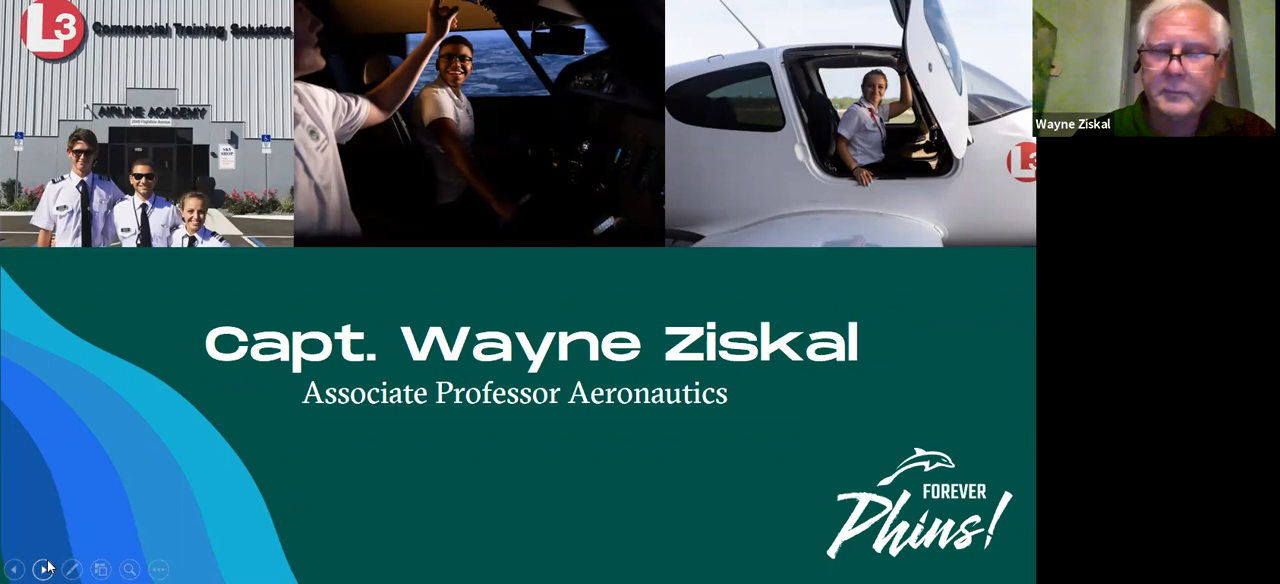 L3
Commercial Training Solutions
AIRLINE ACADEMY
Wayne Ziskal
L3
Capt. Wayne Ziskal
Associate Professor Aeronautics
FOREVER
Phins!